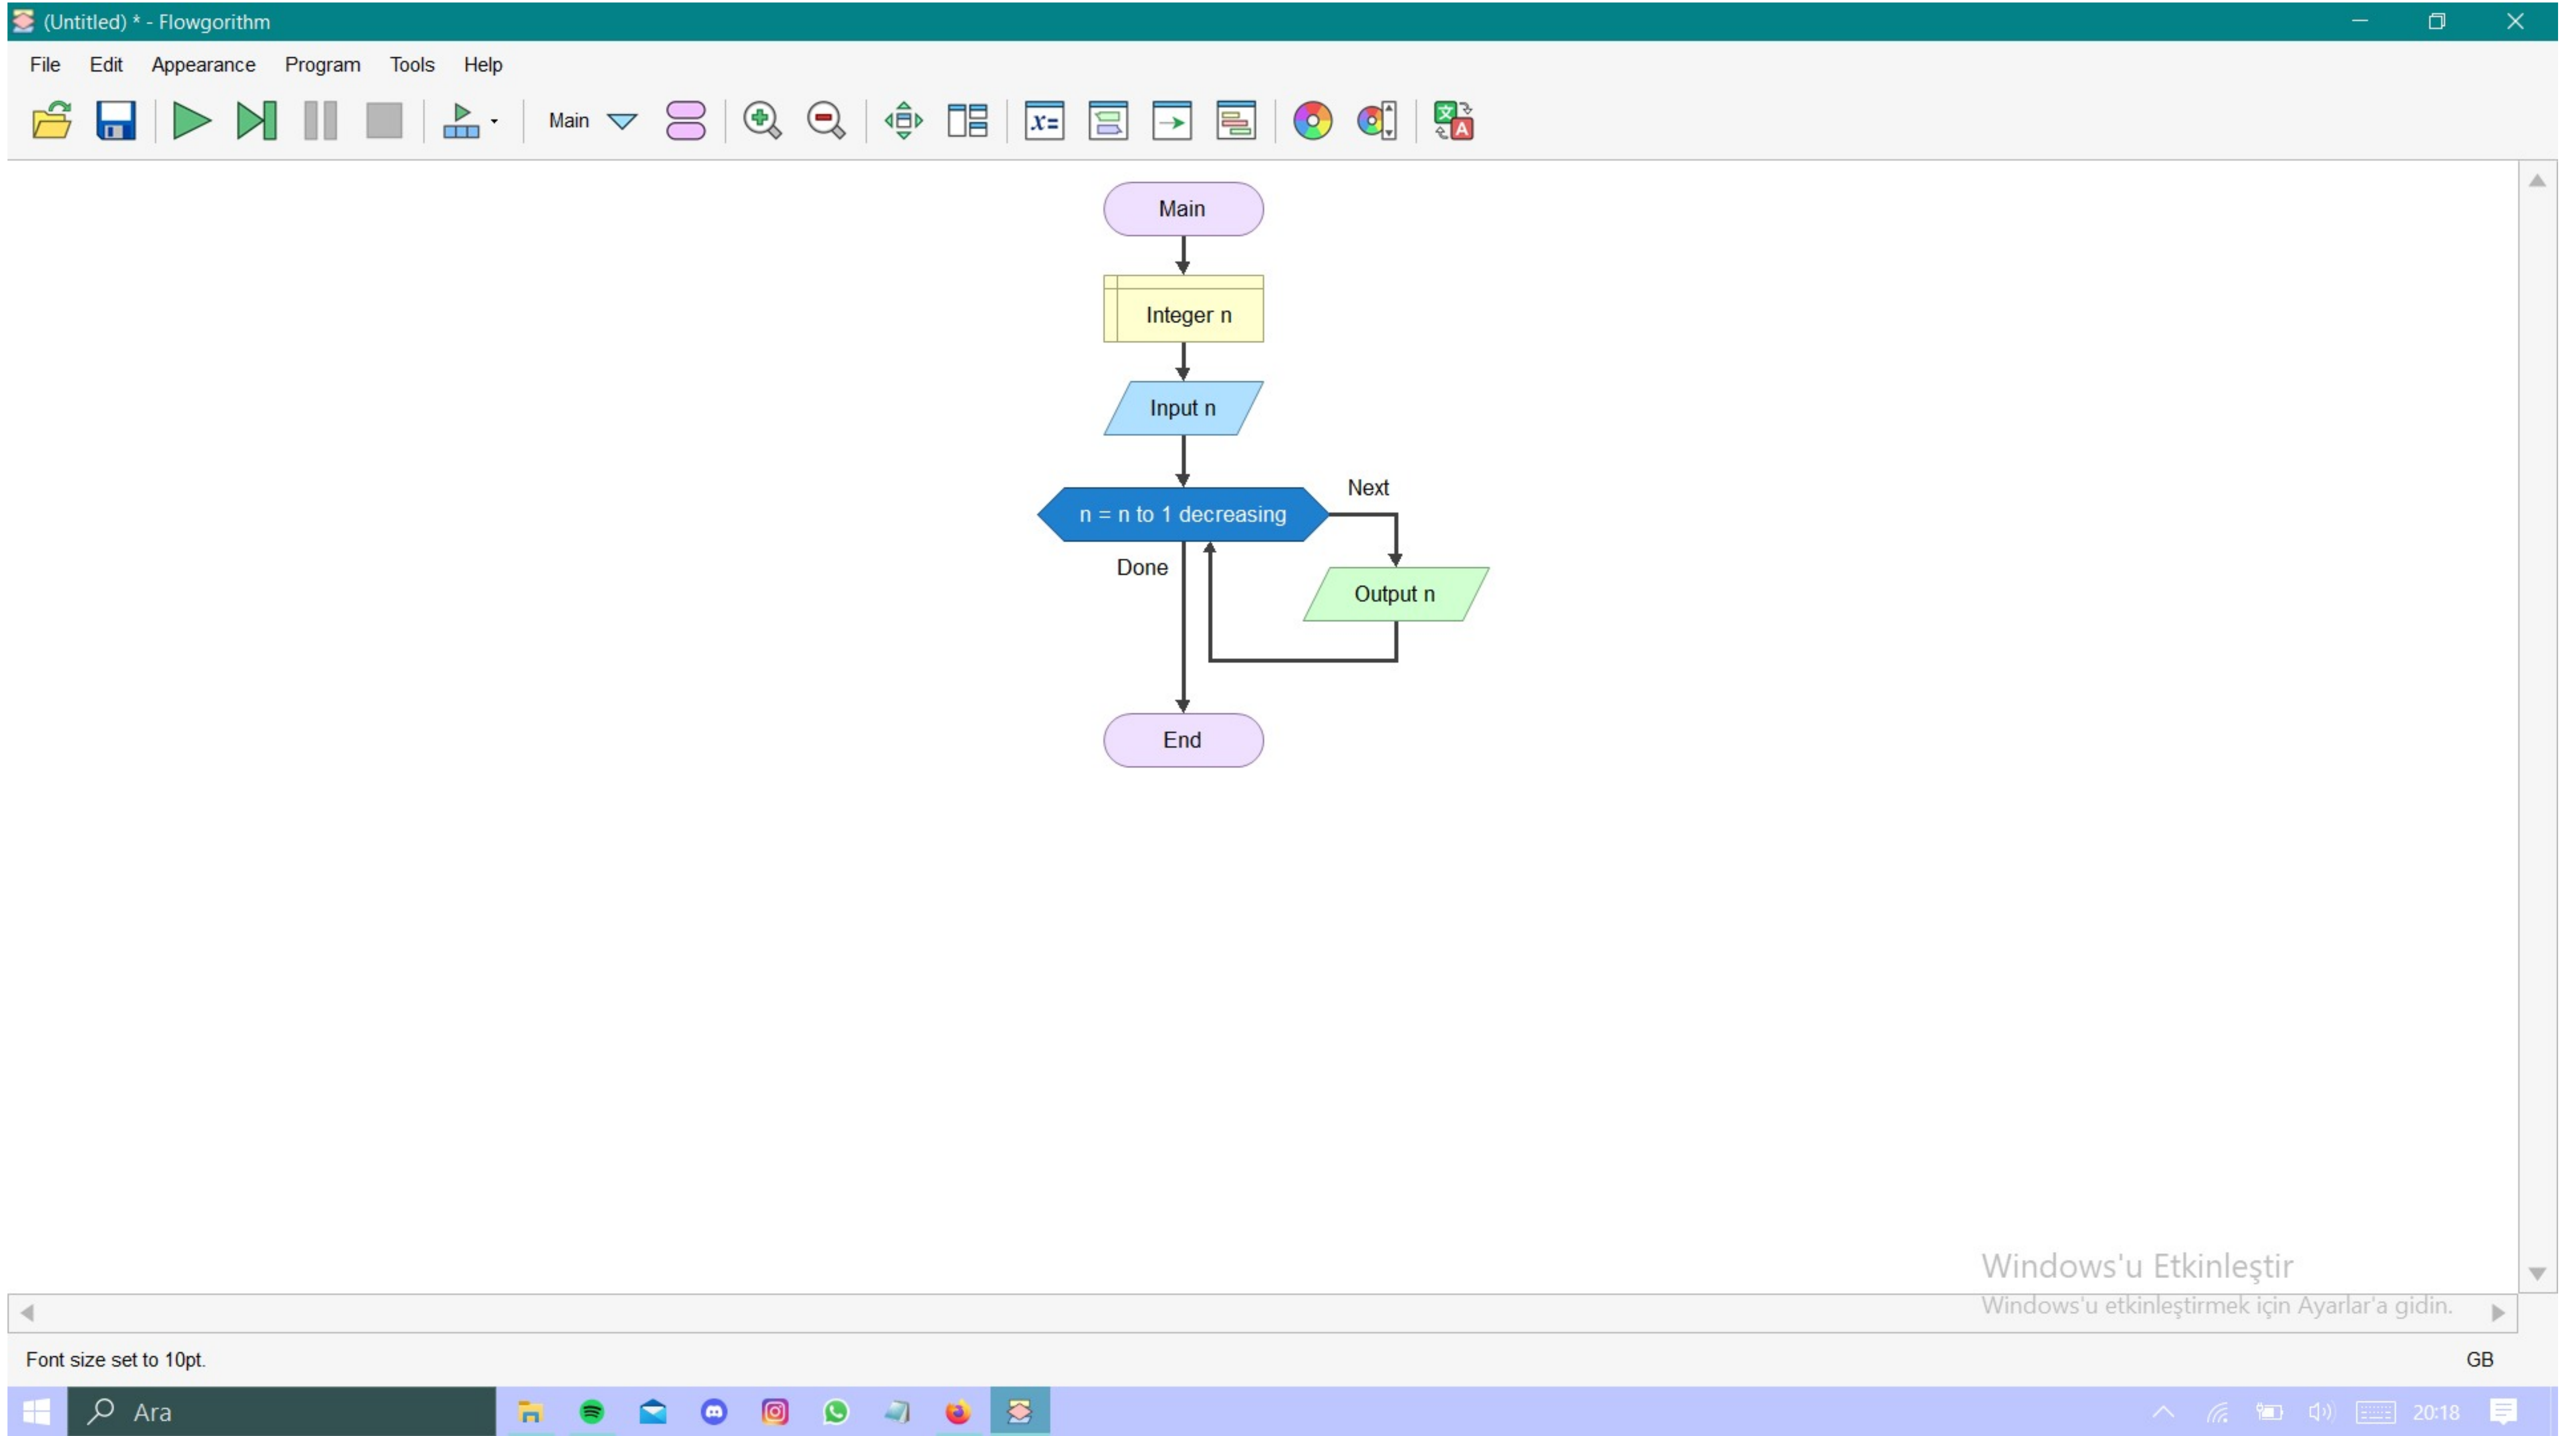 (Untitled) * - Flowgorithm
File Edit Appearance Program Tools Help
Main
x=
文
A
Main
Integer n
Input n
n = n to 1 decreasing
Next
Done
Output n
End
Windows'u Etkinleştir
Windows'u etkinleştirmek için Ayarlar'a gidin.
Font size set to 10pt.
GB
Ara
20:18